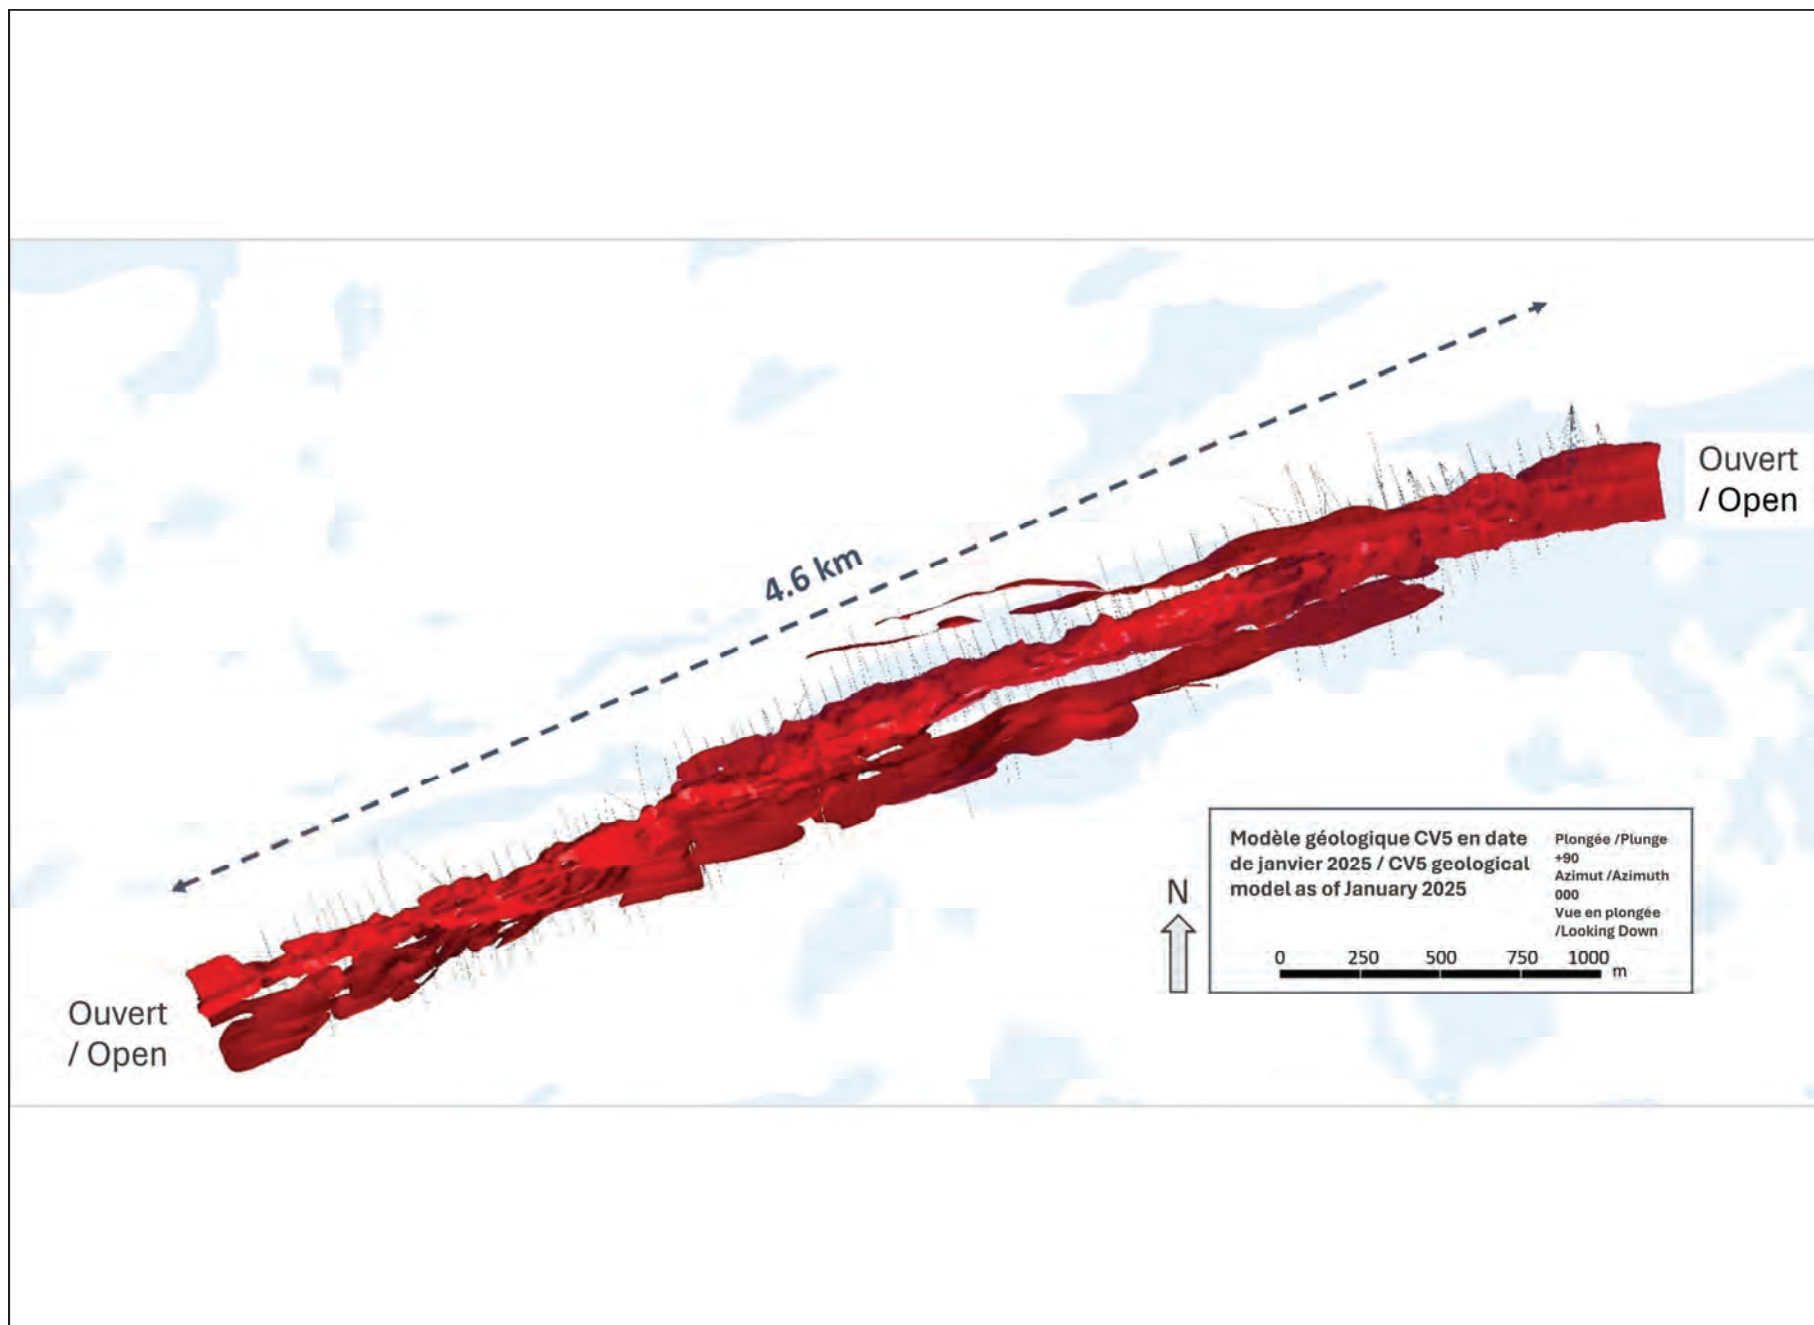 Ouvert
/ Open
4.6 km
Ouvert
/ Open
N
Modèle géologique CV5 en date
de janvier 2025 / CV5 geological
model as of January 2025
Plongée /Plunge
+90
Azimut /Azimuth
000
Vue en plongée
/Looking Down
0 250 500 750 1000 m